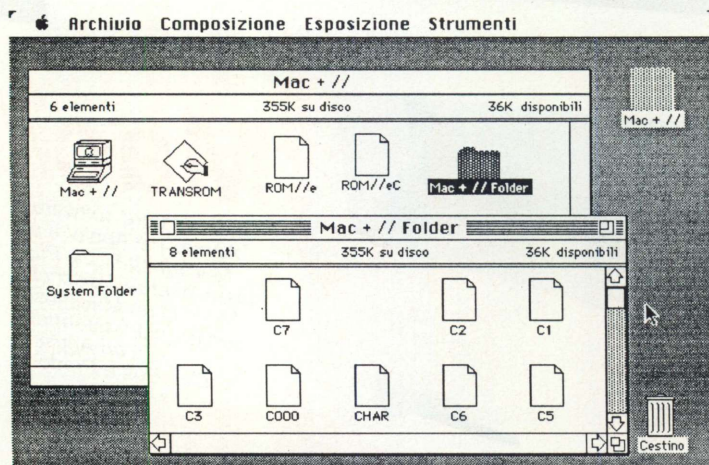 Archivio Composizione Esposizione Strumenti
Mac + //
6 elementi 355K su disco 36K disponibili
Mac + //
Mac + // TRANSROM ROM//e ROM//eC Mac + // Folder
System Folder
Mac + // Folder
8 elementi 355K su disco 36K disponibili
C7 C2 C1
C3 C000 CHAR C6 C5
Cestino